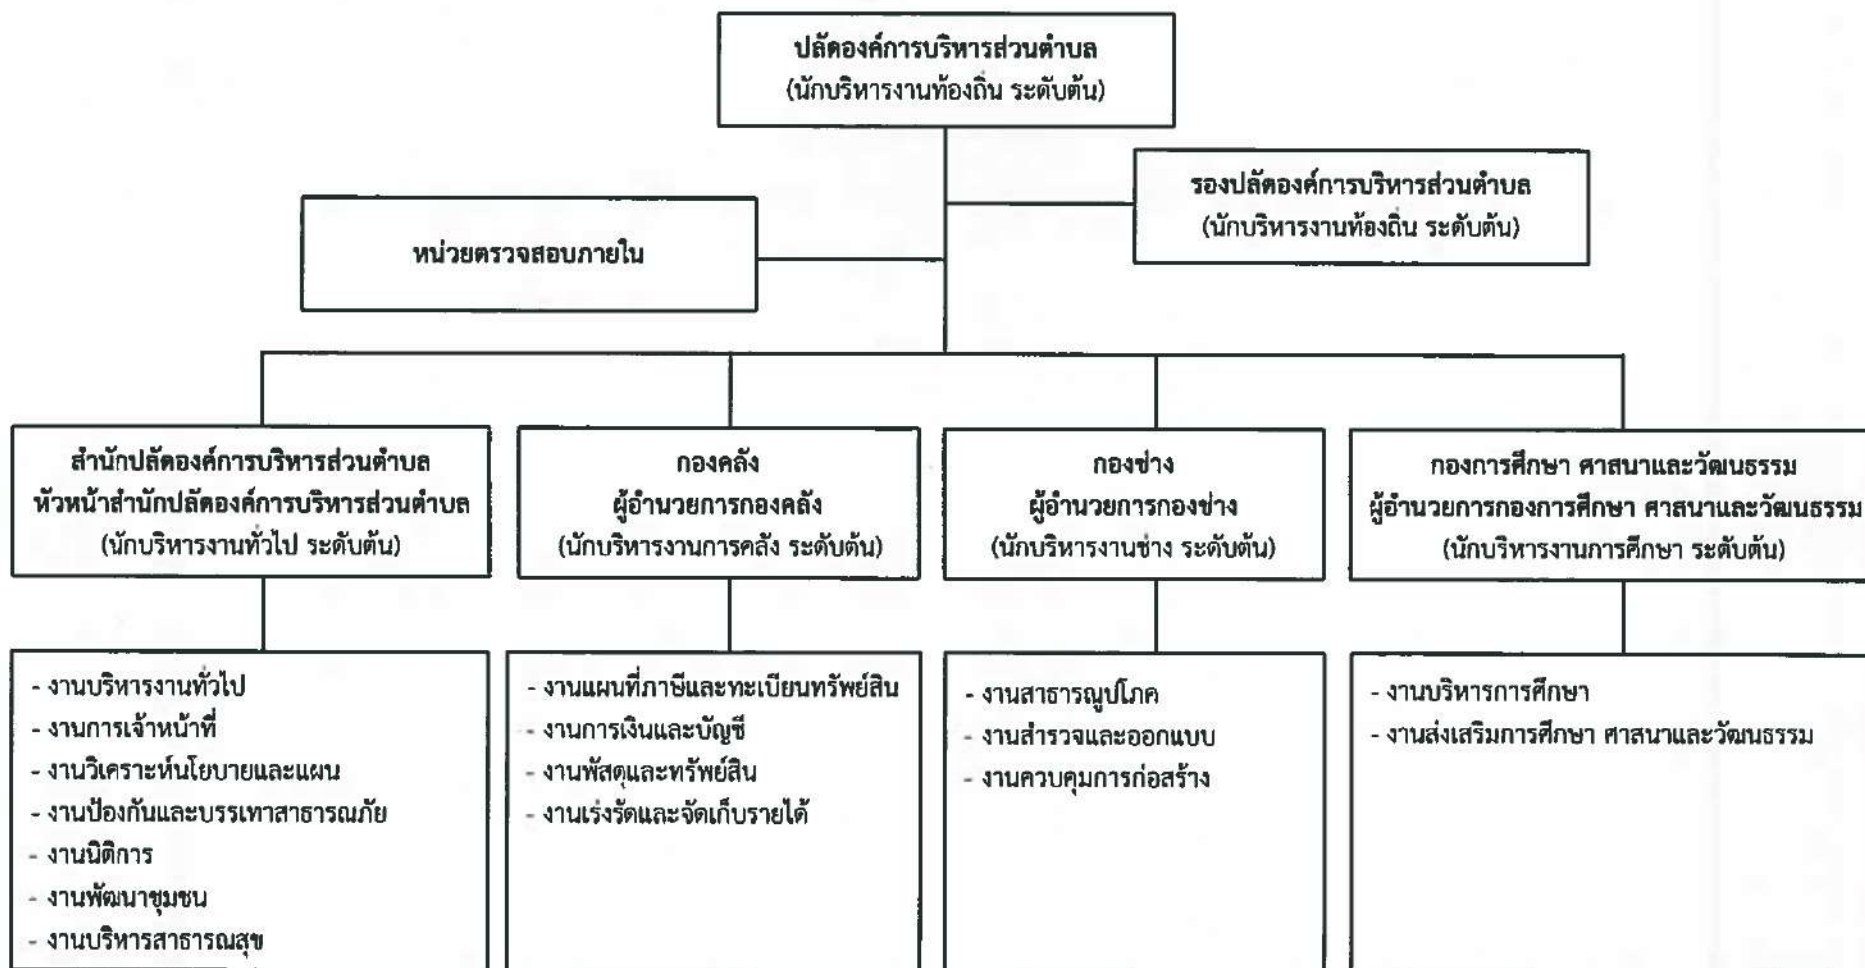 ปลัดองค์การบริหารส่วนตำบล
(นักบริหารงานท้องถิ่น ระดับต้น)
รองปลัดองค์การบริหารส่วนตำบล
(นักบริหารงานท้องถิ่น ระดับต้น)
หน่วยตรวจสอบภายใน
สำนักปลัดองค์การบริหารส่วนตำบล
หัวหน้าสำนักปลัดองค์การบริหารส่วนตำบล
(นักบริหารงานทั่วไป ระดับต้น)
กองคลัง
ผู้อำนวยการกองคลัง
(นักบริหารงานการคลัง ระดับต้น)
กองช่าง
ผู้อำนวยการกองช่าง
(นักบริหารงานช่าง ระดับต้น)
กองการศึกษา ศาสนาและวัฒนธรรม
ผู้อำนวยการกองการศึกษา ศาสนาและวัฒนธรรม
(นักบริหารงานการศึกษา ระดับต้น)
- งานบริหารงานทั่วไป
- งานการเจ้าหน้าที่
- งานวิเคราะห์นโยบายและแผน
- งานป้องกันและบรรเทาสาธารณภัย
- งานนิติการ
- งานพัฒนาชุมชน
- งานบริหารสาธารณสุข
- งานแผนที่ภาษีและทะเบียนทรัพย์สิน
- งานการเงินและบัญชี
- งานพัสดุและทรัพย์สิน
- งานเร่งรัดและจัดเก็บรายได้
- งานสาธารณูปโภค
- งานสำรวจและออกแบบ
- งานควบคุมการก่อสร้าง
- งานบริหารการศึกษา
- งานส่งเสริมการศึกษา ศาสนาและวัฒนธรรม